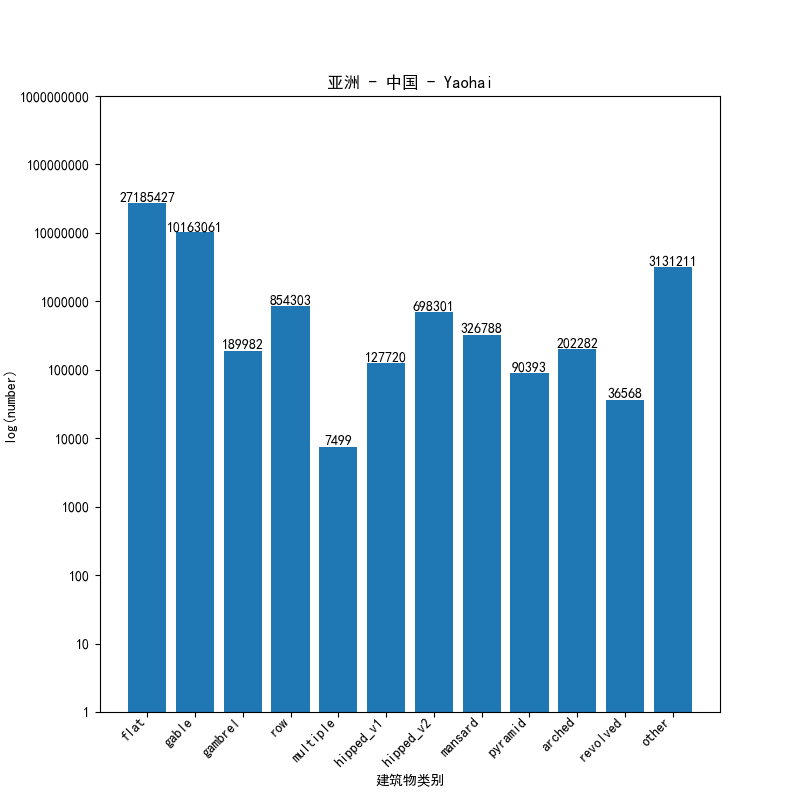 亚洲 - 中国 - Yaohai
1000000000
100000000
10000000
1000000
100000
10000
1000
100
10
1
log(number)
27185427
10163061
189982
854303
7499
127720
698301
326788
90393
202282
36568
3131211
flat
gable
gambrel
row
multiple
hipped_v1
hipped_v2
mansard
pyramid
arched
revolved
other
建筑物类别